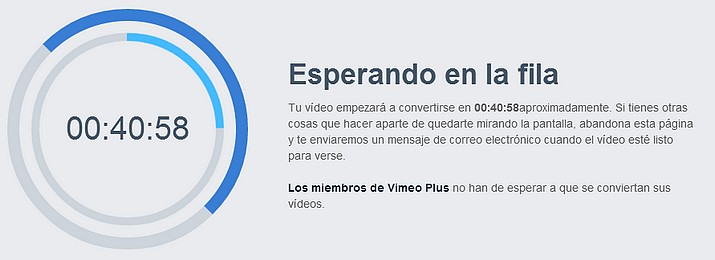 00:40:58
Esperando en la fila
Tu vídeo empezará a convertirse en 00:40:58aproximadamente. Si tienes otras
cosas que hacer aparte de quedarte mirando la pantalla, abandona esta página
y te enviaremos un mensaje de correo electrónico cuando el vídeo esté listo
para verse.
Los miembros de Vimeo Plus no han de esperar a que se conviertan sus
vídeos.